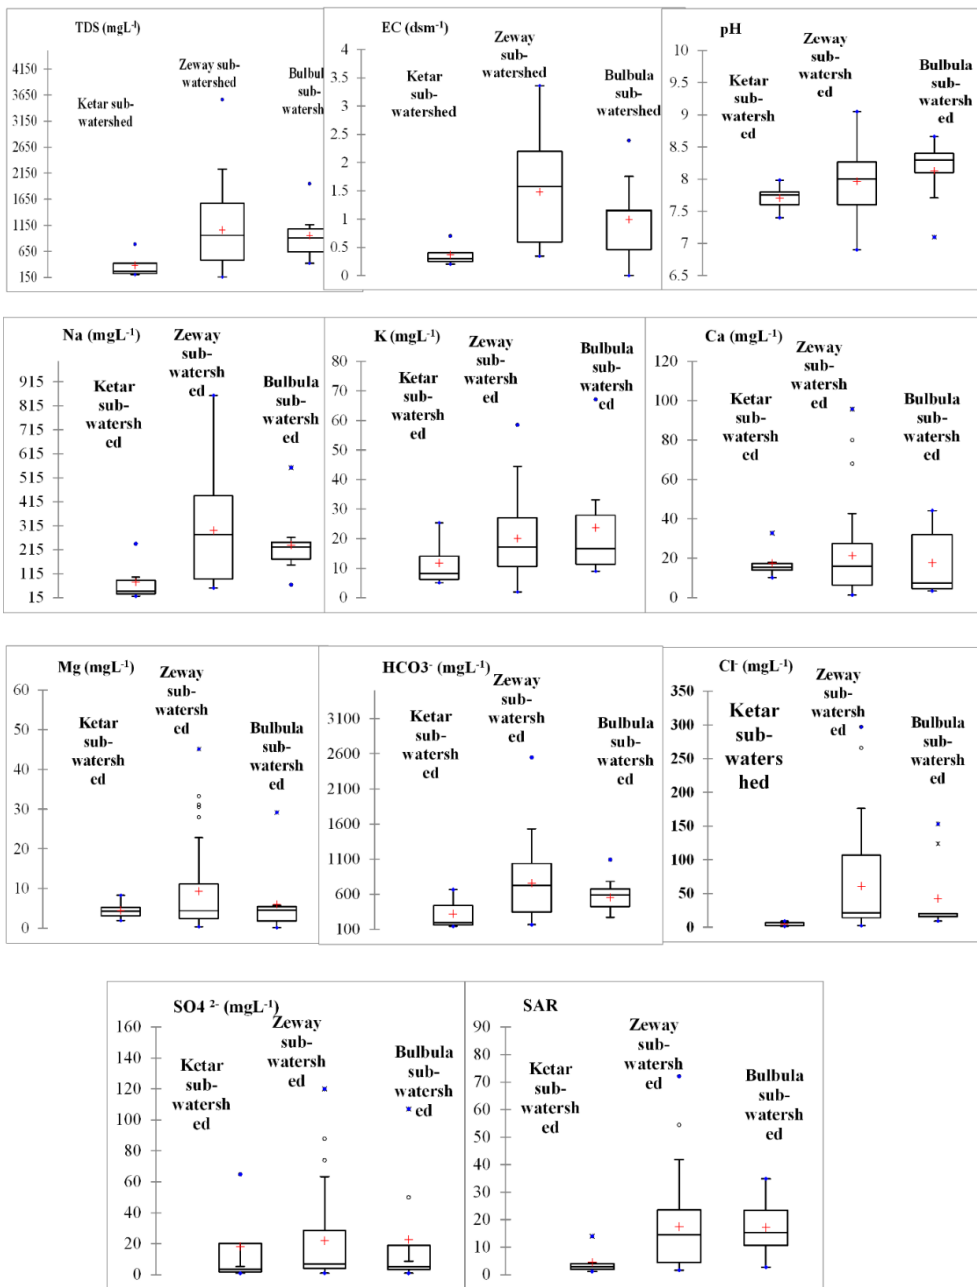 TDS (mgL-¹)
4150
3650
3150
2650
2150
1650
1150
650
150
Ketar sub-
watershed
Zeway sub-
watershed
Bulbula
sub-
watershed
EC (dsm-1)
4
3.5
3
2.5
2
1.5
1
0.5
0
Ketar
sub-
watershed
Zeway
sub-
watershed
Bulbula
sub-
watershed
pH
10
9.5
9
8.5
8
7.5
7
6.5
Ketar
sub-
watersh
ed
Zeway
sub-
watersh
ed
Bulbula
sub-
watersh
ed
Na (mgL-1)
915
815
715
615
515
415
315
215
115
15
Ketar
sub-
watersh
ed
Zeway
sub-
watersh
ed
Bulbula
sub-
watersh
ed
K (mgL-1)
80
70
60
50
40
30
20
10
0
Ketar
sub-
watersh
ed
Zeway
sub-
watersh
ed
Bulbula
sub-
watersh
ed
Ca (mgL-1)
120
100
80
60
40
20
0
Ketar
sub-
watersh
ed
Zeway
sub-
watersh
ed
Bulbula
sub-
watersh
ed
Mg (mgL-1)
60
50
40
30
20
10
0
Ketar
sub-
watersh
ed
Zeway
sub-
watersh
ed
Bulbula
sub-
watersh
ed
HCO3- (mgL-1)
3100
2600
2100
1600
1100
600
100
Ketar
sub-
watersh
ed
Zeway
sub-
watersh
ed
Bulbula
sub-
watersh
ed
Cl- (mgL-1)
350
300
250
200
150
100
50
0
Ketar
sub-
waters
hed
Zeway
sub-
watersh
ed
Bulbula
sub-
watersh
ed
SO4 2- (mgL-1)
160
140
120
100
80
60
40
20
0
Ketar
sub-
watersh
ed
Zeway
sub-
watersh
ed
Bulbula
sub-
watersh
ed
SAR
90
80
70
60
50
40
30
20
10
0
Ketar
sub-
watersh
ed
Zeway
sub-
watersh
ed
Bulbula
sub-
watersh
ed